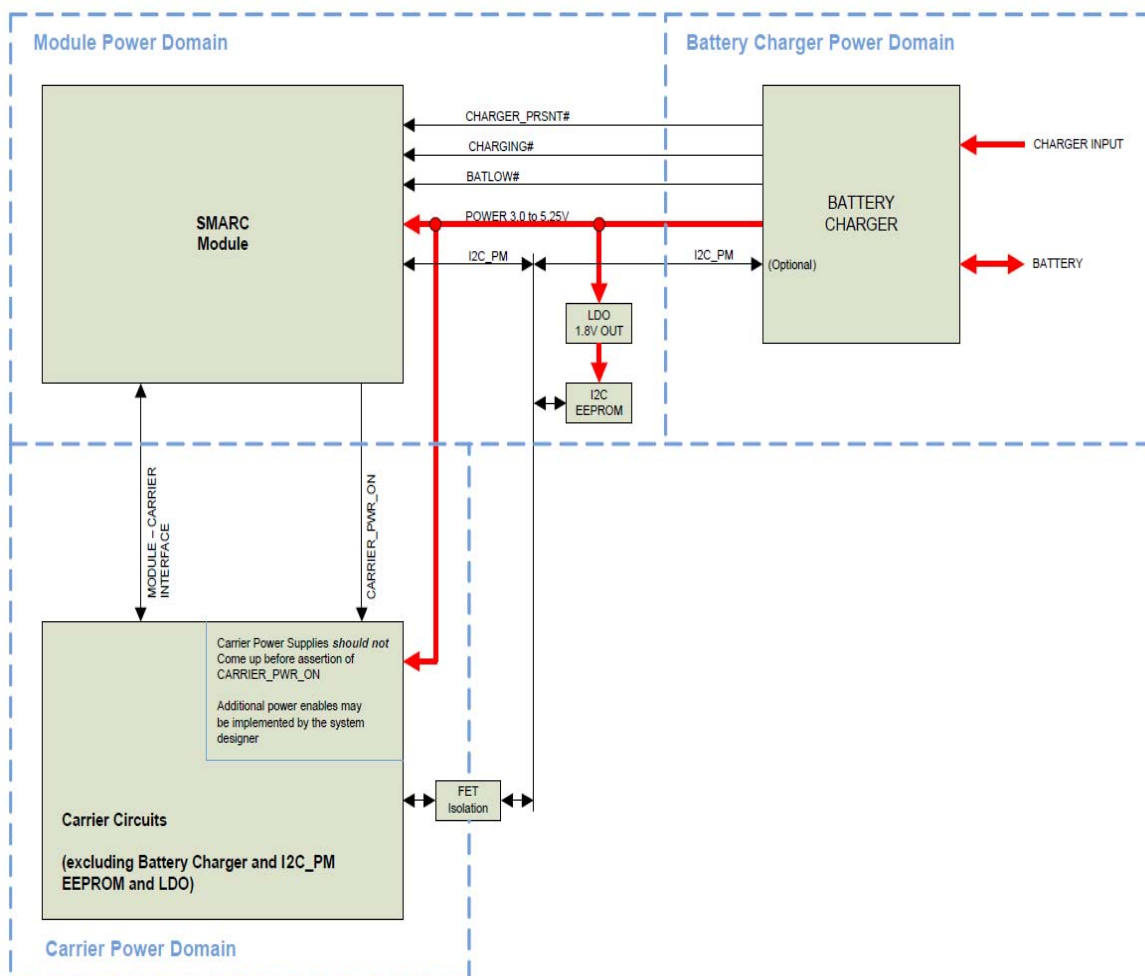 Module Power Domain
Battery Charger Power Domain
CHARGER_PRSNT#
CHARGING#
BATLOW#
POWER 3.0 to 5.25V
I2C_PM
I2C_PM
(Optional)
SMARC
Module
BATTERY
CHARGER
CHARGER INPUT
BATTERY
LDO
1.8V OUT
I2C
EEPROM
MODULE – CARRIER
INTERFACE
CARRIER_PWR_ON
Carrier Power Supplies should not
Come up before assertion of
CARRIER_PWR_ON
Additional power enables may
be implemented by the system
designer
FET
Isolation
Carrier Circuits
(excluding Battery Charger and I2C_PM
EEPROM and LDO)
Carrier Power Domain